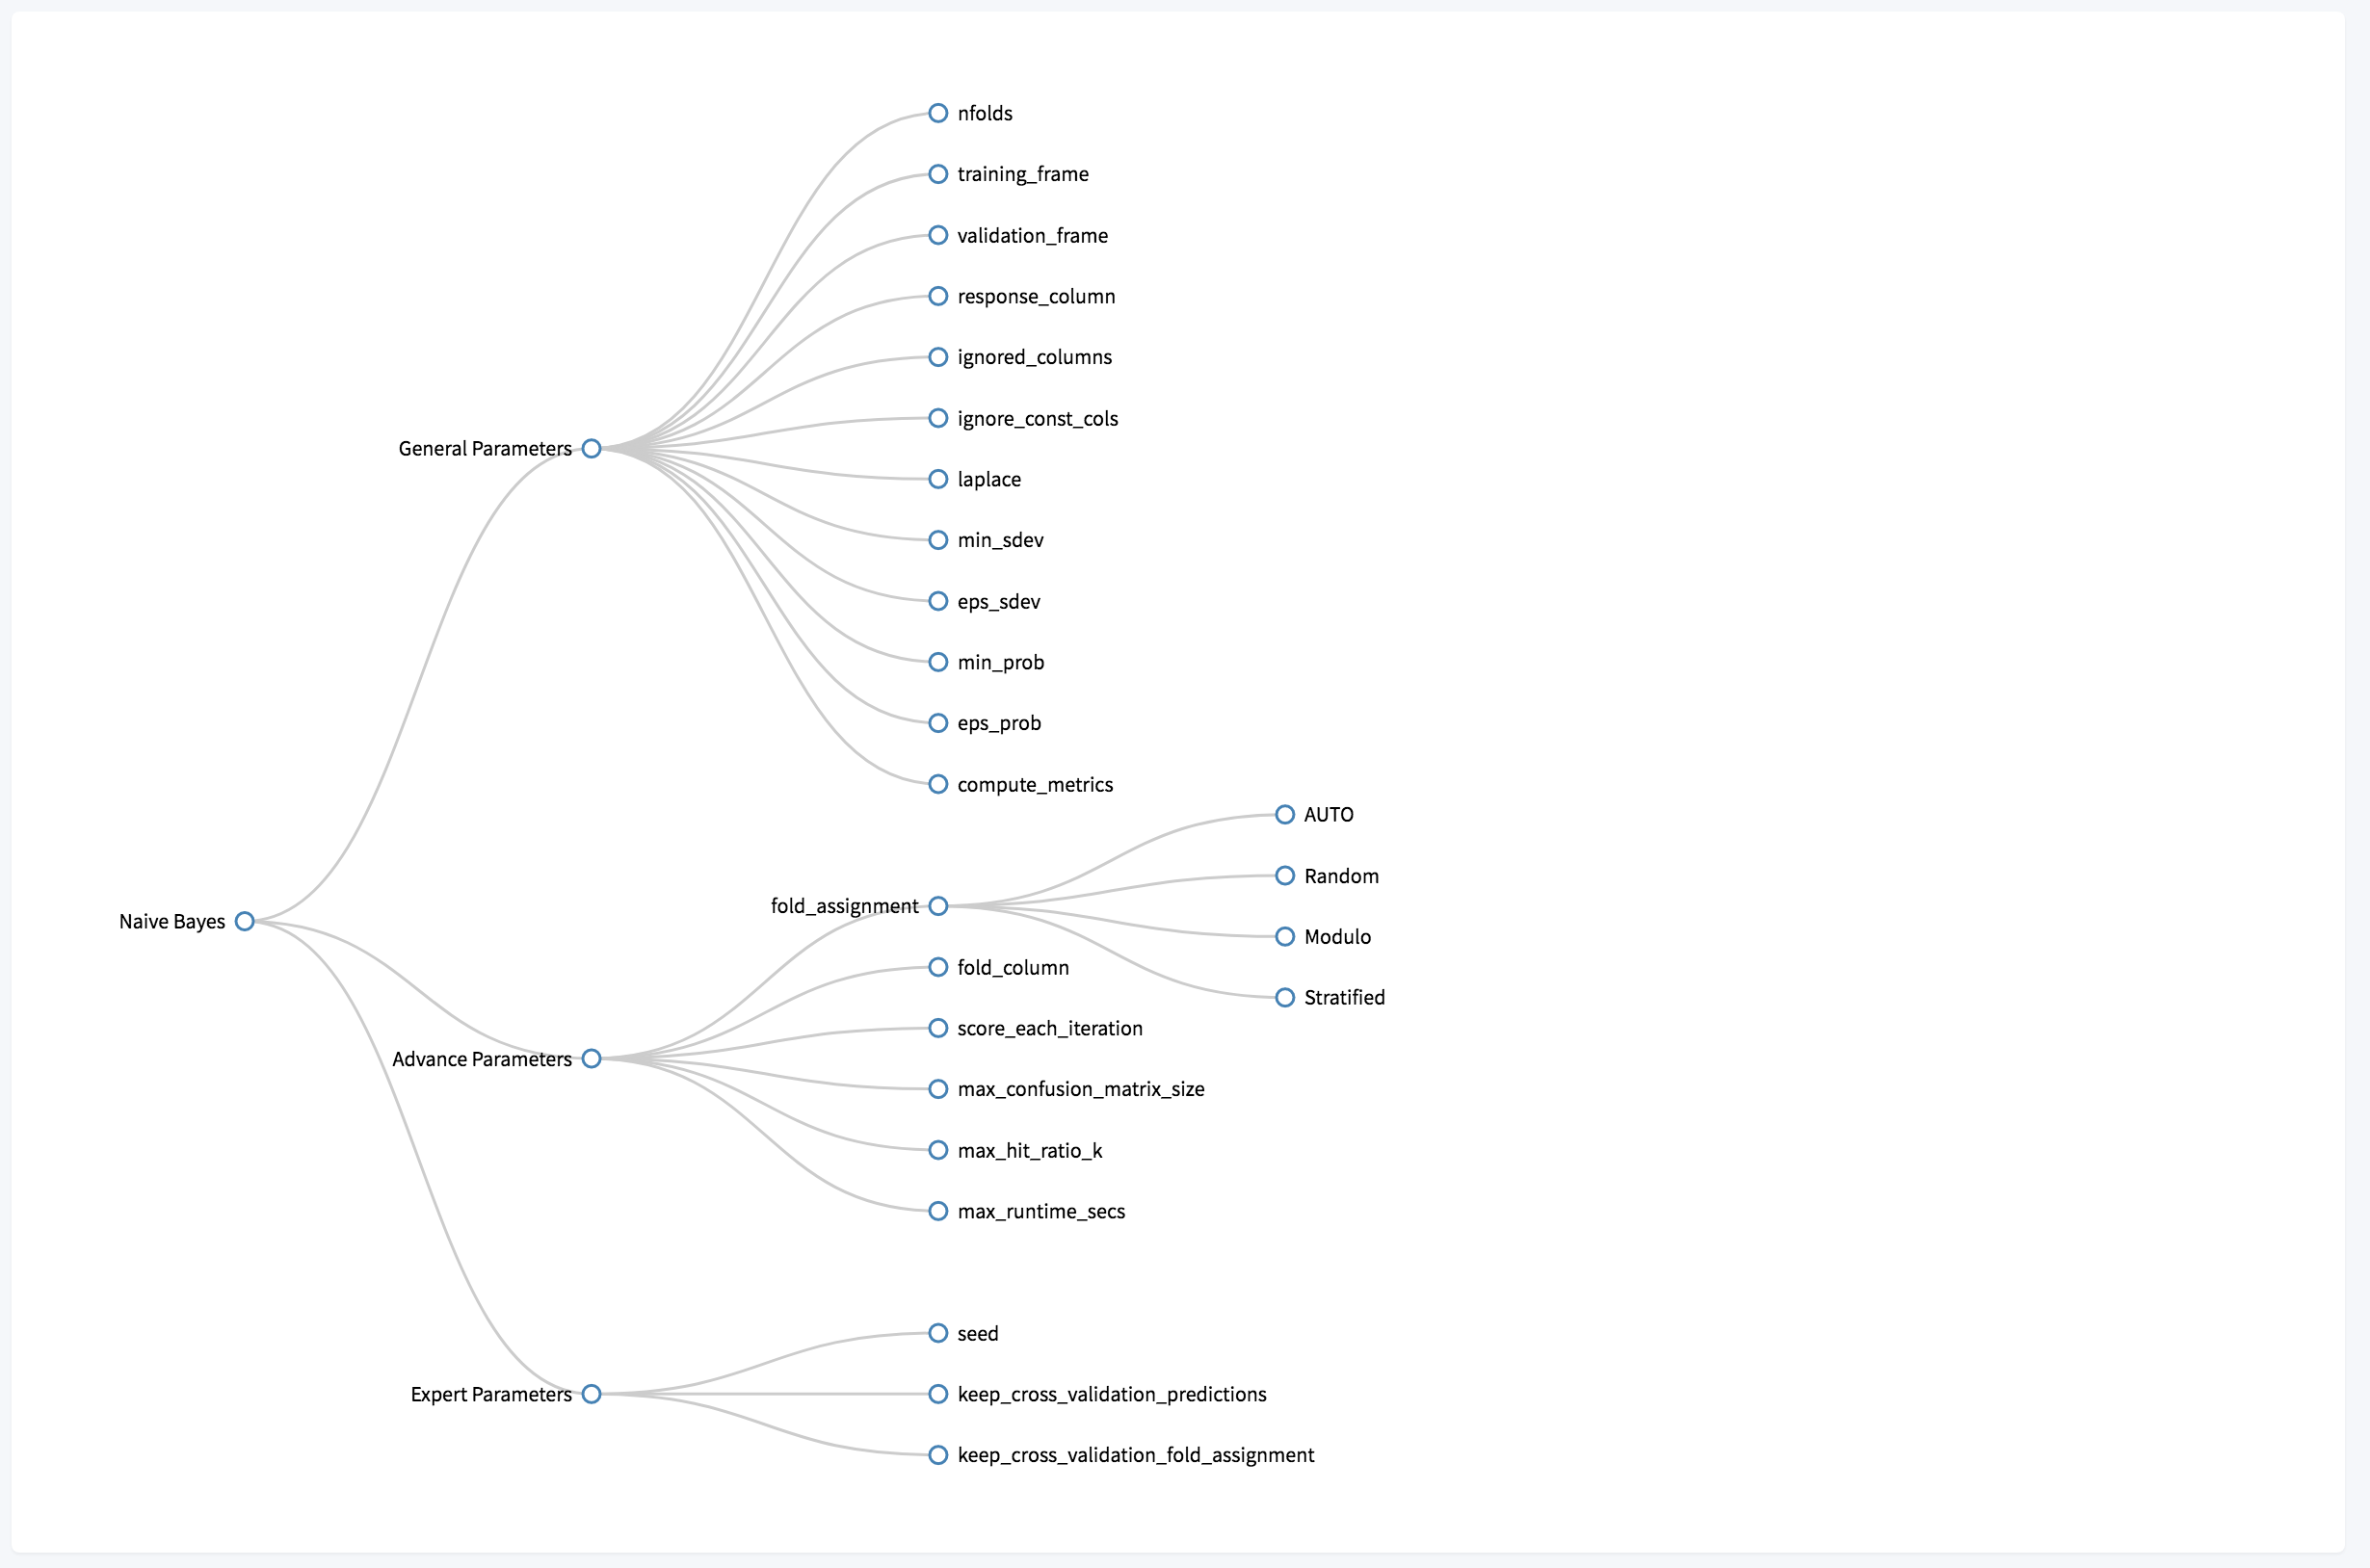 Naive Bayes
General Parameters
nfolds
training_frame
validation_frame
response_column
ignored_columns
ignore_const_cols
laplace
min_sdev
eps_sdev
min_prob
eps_prob
compute_metrics
Advance Parameters
fold_assignment
AUTO
Random
Modulo
Stratified
fold_column
score_each_iteration
max_confusion_matrix_size
max_hit_ratio_k
max_runtime_secs
Expert Parameters
seed
keep_cross_validation_predictions
keep_cross_validation_fold_assignment